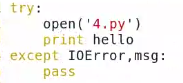 try:
    open('4.py')
    print hello
except IOError,msg:
    pass